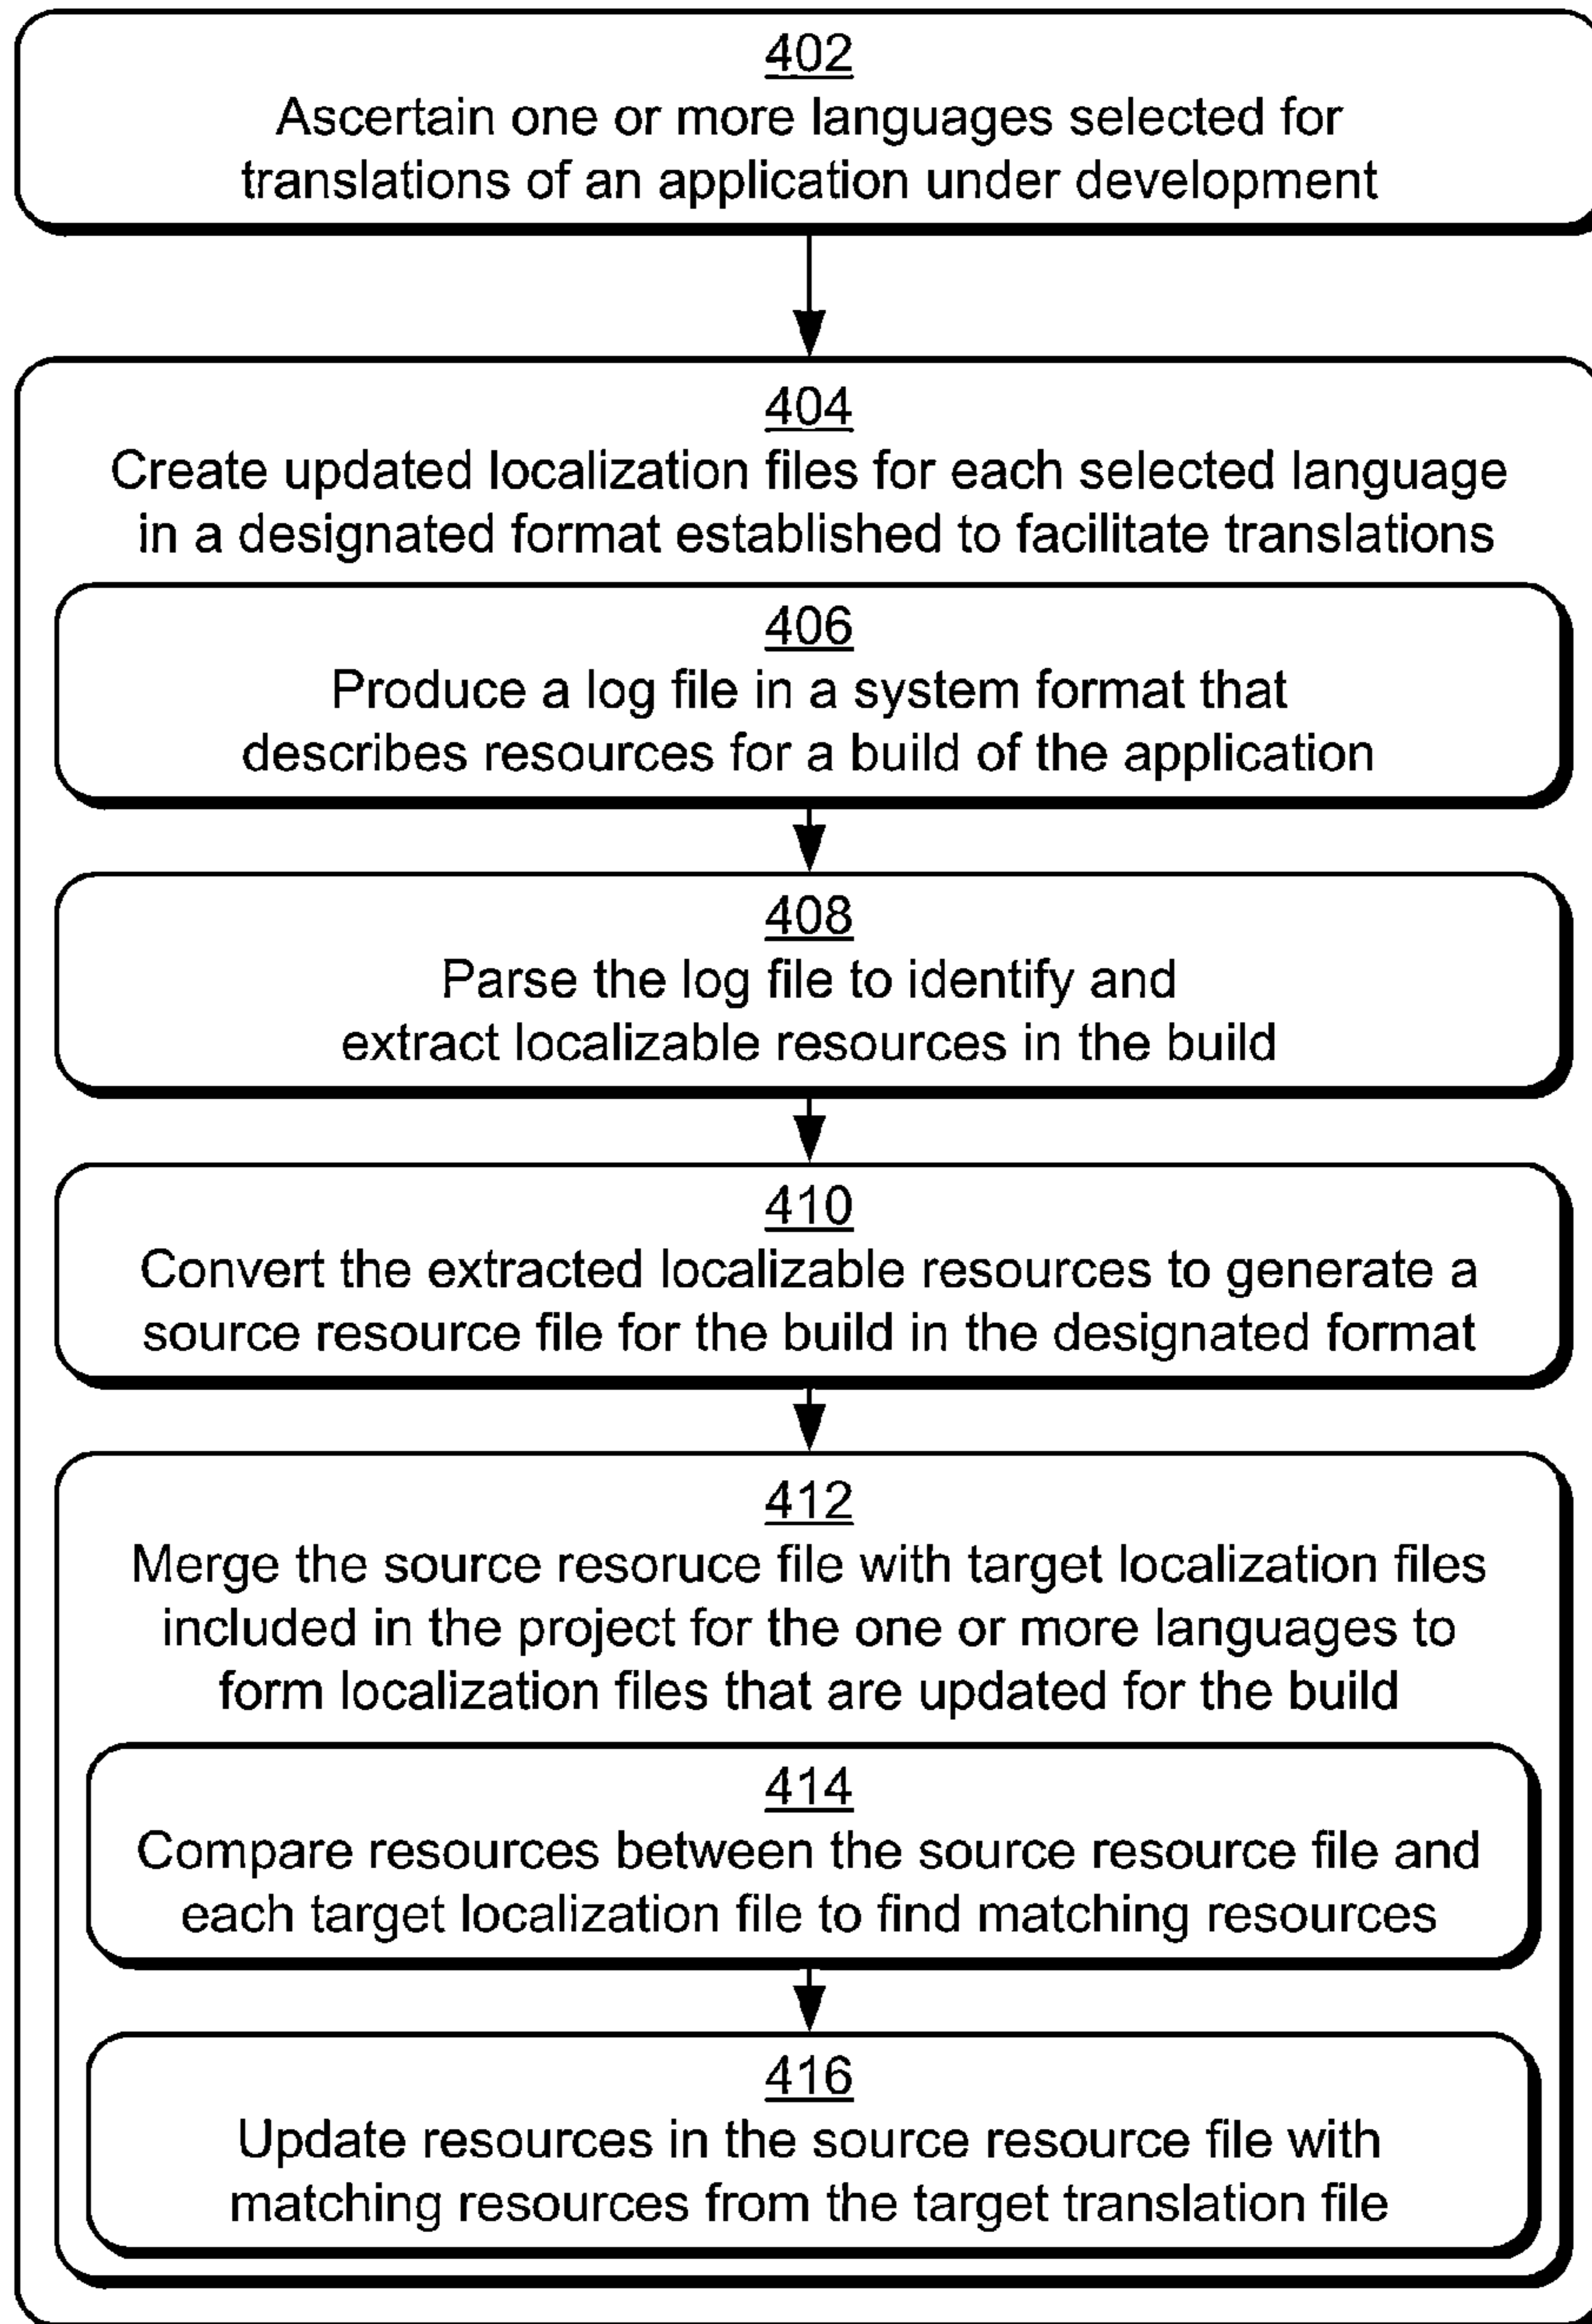 402
Ascertain one or more languages selected for
translations of an application under development
404
Create updated localization files for each selected language
in a designated format established to facilitate translations
406
Produce a log file in a system format that
describes resources for a build of the application
408
Parse the log file to identify and
extract localizable resources in the build
410
Convert the extracted localizable resources to generate a
source resource file for the build in the designated format
412
Merge the source resoruce file with target localization files
included in the project for the one or more languages to
form localization files that are updated for the build
414
Compare resources between the source resource file and
each target localization file to find matching resources
416
Update resources in the source resource file with
matching resources from the target translation file